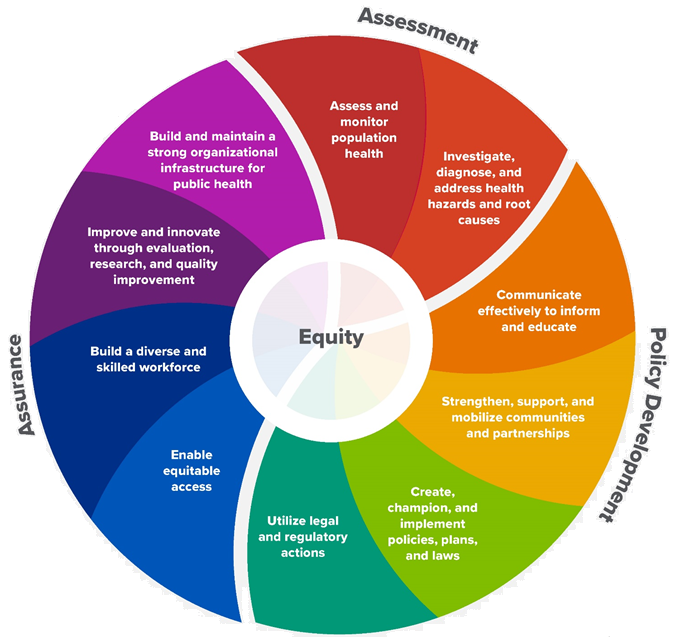 Assessment
Assess and
monitor
population
health
Investigate,
diagnose, and
address health
hazards and root
causes
Policy Development
Communicate
effectively to inform
and educate
Strengthen, support, and
mobilize communities
and partnerships
Create,
champion, and
implement
policies, plans,
and laws
Utilize legal
and regulatory
actions
Assurance
Enable
equitable
access
Build a diverse and
skilled workforce
Improve and innovate
through evaluation,
research, and quality
improvement
Build and maintain a
strong organizational
infrastructure for
public health
Equity